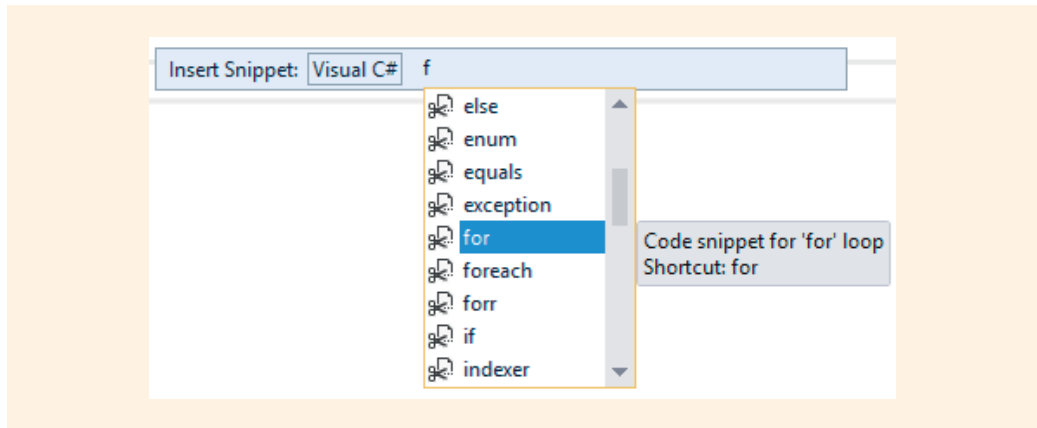 Insert Snippet: Visual C# f
else
enum
equals
exception
for
foreach
forr
if
indexer
Code snippet for 'for' loop
Shortcut: for